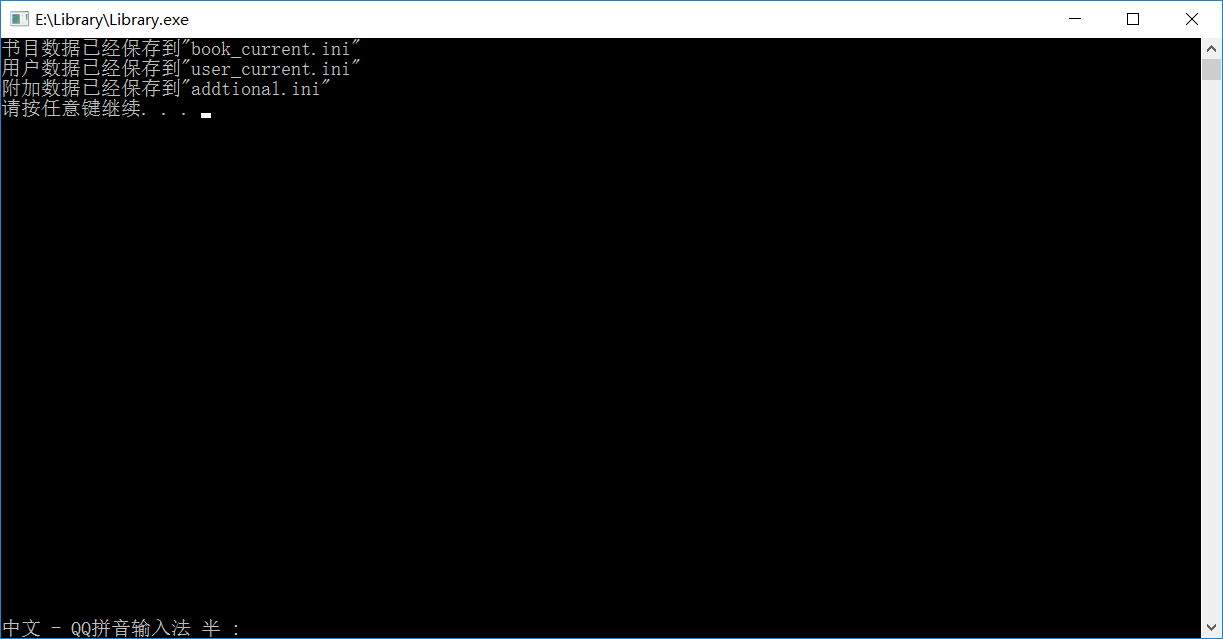 E:\Library\Library.exe
书目数据已经保存到"book_current.ini"
用户数据已经保存到"user_current.ini"
附加数据已经保存到"addtional.ini"
请按任意键继续. . .
中文 - QQ拼音输入法 半 :